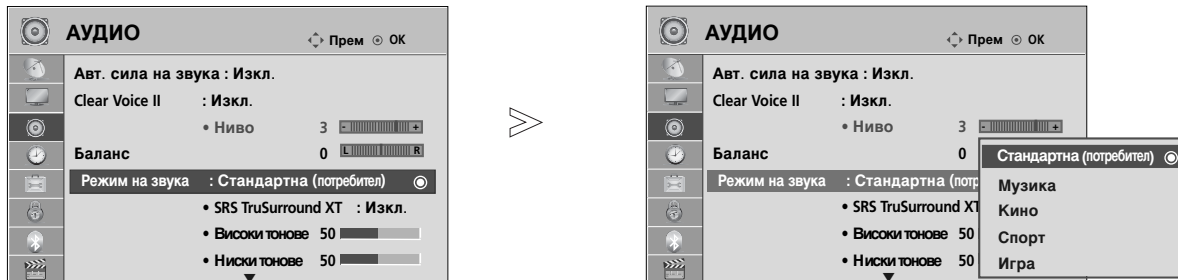 АУДИО
Прем ОК
Авт. сила на звука : Изкл.
Clear Voice II : Изкл.
• Ниво 3 - +
Баланс 0 L R
Режим на звука : Стандартна (потребител)
• SRS TruSurround XT : Изкл.
• Високи тонове 50
• Ниски тонове 50
>
АУДИО
Прем ОК
Авт. сила на звука : Изкл.
Clear Voice II : Изкл.
• Ниво 3 - +
Баланс 0
Режим на звука : Стандартна (потр
• SRS TruSurround XT
• Високи тонове 50
• Ниски тонове 50
Стандартна (потребител)
Музика
Кино
Спорт
Игра